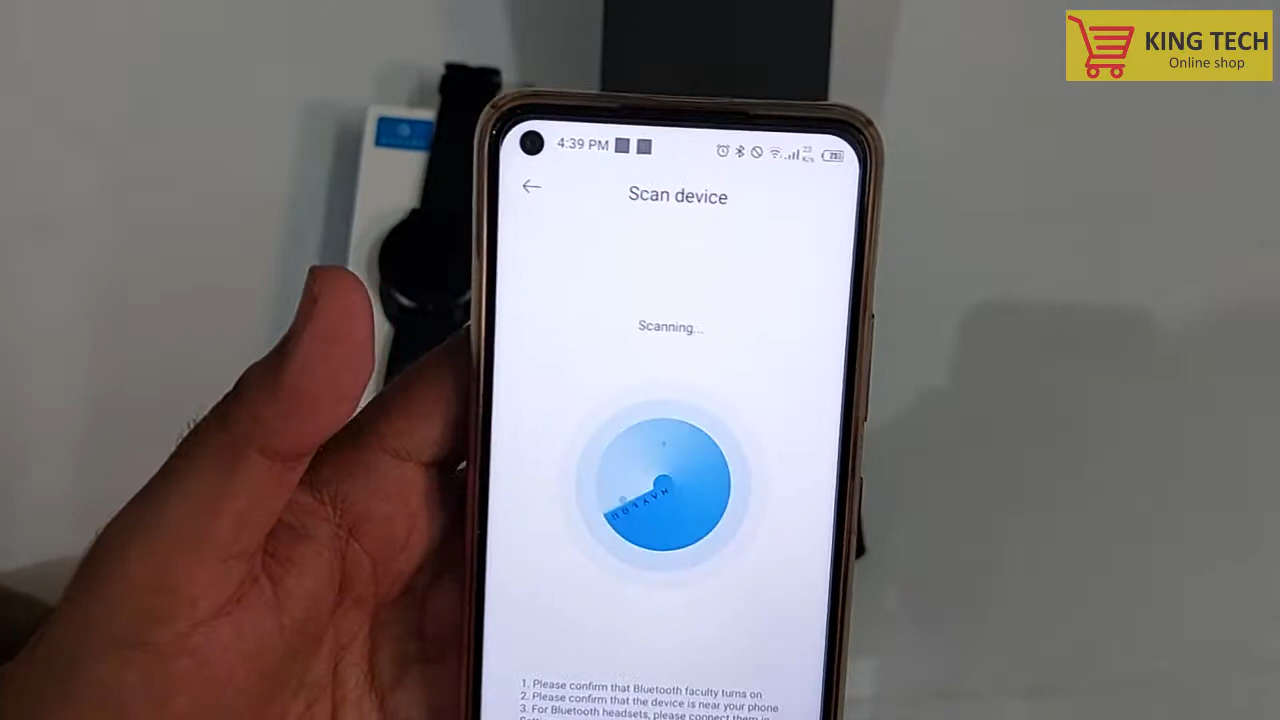 KING TECH
Online shop
4:39 PM
23
K/s
Scan device
Scanning...
HAYLOU
1. Please confirm that Bluetooth faculty turns on
2. Please confirm that the device is near your phone
3. For Bluetooth headsets, please connect them in